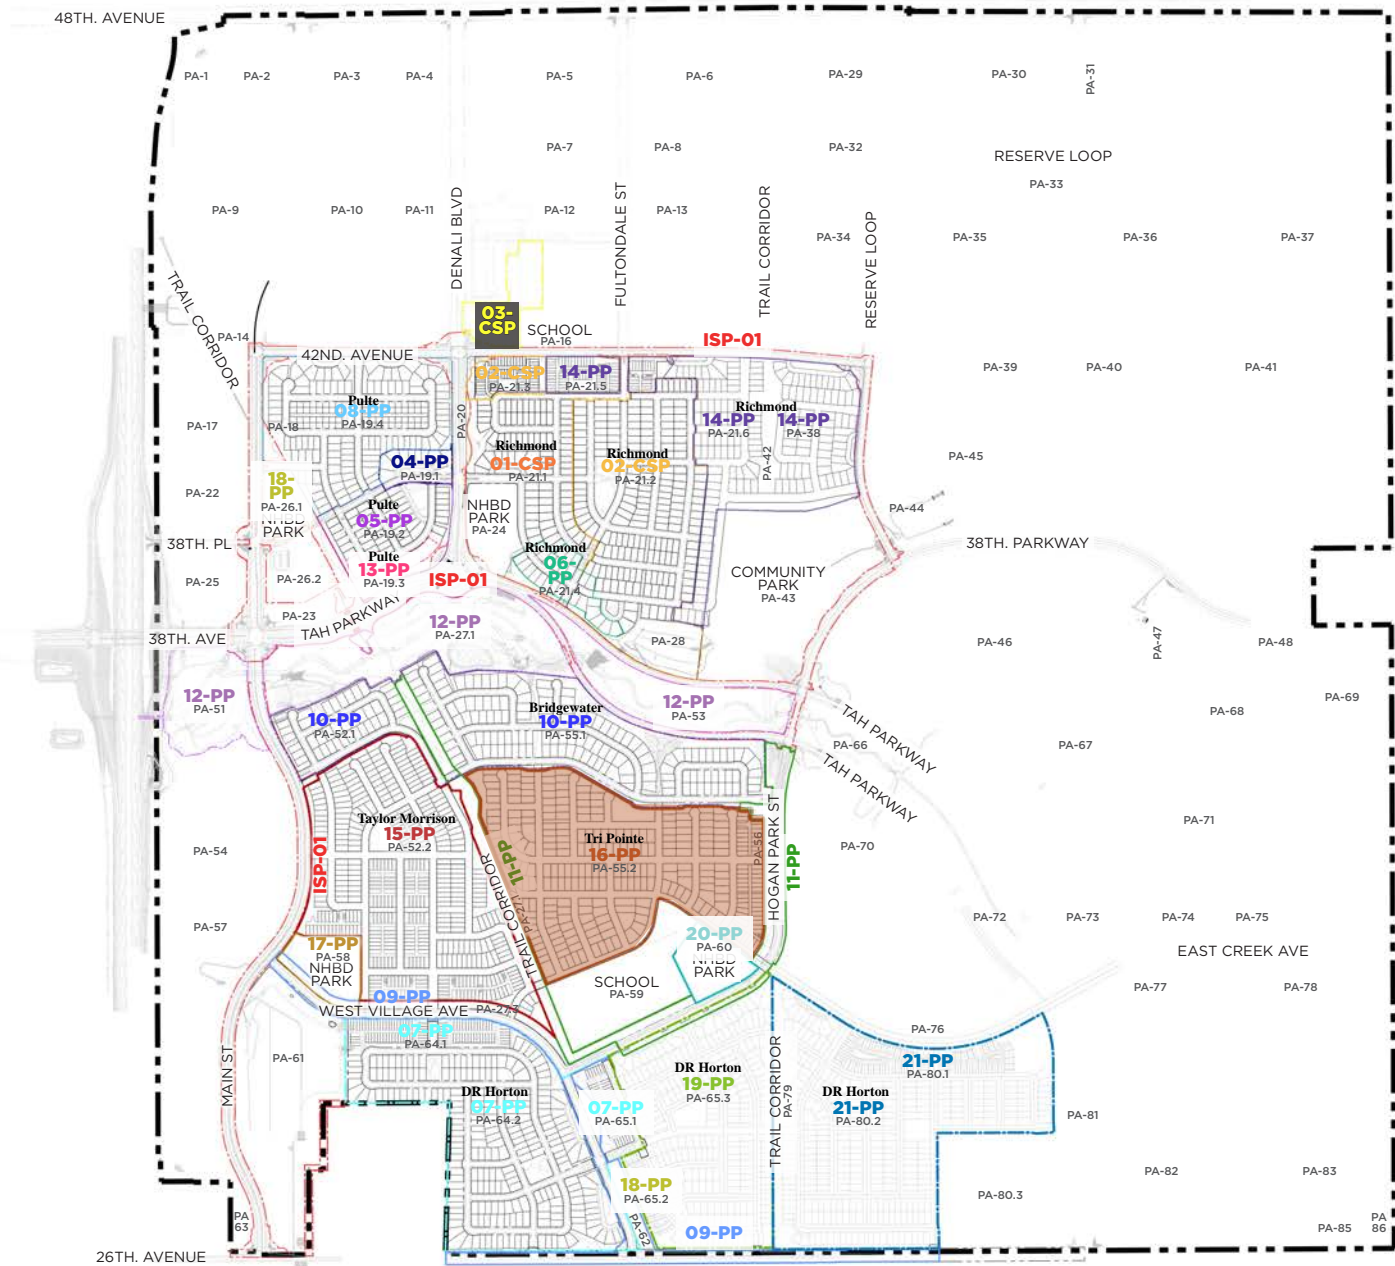 48TH. AVENUE
PA-1
PA-2
PA-3
PA-4
PA-5
PA-6
PA-29
PA-30
PA-31
PA-7
PA-8
PA-32
RESERVE LOOP
PA-33
PA-9
PA-10
PA-11
DENALI BLVD
PA-12
FULTONDALE ST
PA-13
TRAIL CORRIDOR
PA-34
RESERVE LOOP
PA-35
PA-36
PA-37
TRAIL CORRIDOR
PA-14
03-
CSP
SCHOOL
PA-16
ISP-01
42ND. AVENUE
02-CSP
PA-21.3
14-PP
PA-21.5
PA-39
PA-40
PA-41
Pulte
08-PP
PA-19.4
PA-17
PA-18
PA-20
Richmond
14-PP
PA-21.6
14-PP
PA-38
PA-42
PA-45
Richmond
01-CSP
PA-21.1
Richmond
02-CSP
PA-21.2
04-PP
PA-19.1
18-
PP
PA-26.1
NHBD
PARK
PA-22
Pulte
05-PP
PA-19.2
NHBD
PARK
PA-24
PA-44
38TH. PL
38TH. PARKWAY
Pulte
13-PP
PA-19.3
ISP-01
Richmond
06-
PP
PA-21.4
COMMUNITY
PARK
PA-43
PA-25
PA-26.2
PA-23
TAH PARKWAY
38TH. AVE
12-PP
PA-27.1
PA-28
PA-46
PA-47
PA-48
12-PP
PA-51
10-PP
PA-52.1
Bridgewater
10-PP
PA-55.1
12-PP
PA-53
PA-69
PA-68
TAH PARKWAY
PA-66
TAH PARKWAY
PA-67
Taylor Morrison
15-PP
PA-52.2
ISP-01
Tri Pointe
16-PP
PA-55.2
PA-56
HOGAN PARK ST
11-PP
PA-71
PA-54
PA-70
11-PP
TRAIL CORRIDOR
PA-57
PA-72
PA-73
PA-74
PA-75
EAST CREEK AVE
17-PP
PA-58
NHBD
PARK
20-PP
PA-60
NHBD
PARK
SCHOOL
PA-59
PA-77
PA-78
09-PP
WEST VILLAGE AVE
PA-27.3
07-PP
PA-64.1
PA-76
MAIN ST
PA-61
21-PP
PA-80.1
DR Horton
19-PP
PA-65.3
TRAIL CORRIDOR
PA-79
DR Horton
21-PP
PA-80.2
DR Horton
07-PP
PA-64.2
07-PP
PA-65.1
PA-81
18-PP
PA-65.2
PA-62
PA-82
PA-83
PA-80.3
PA
63
09-PP
PA-85
PA
86
26TH. AVENUE